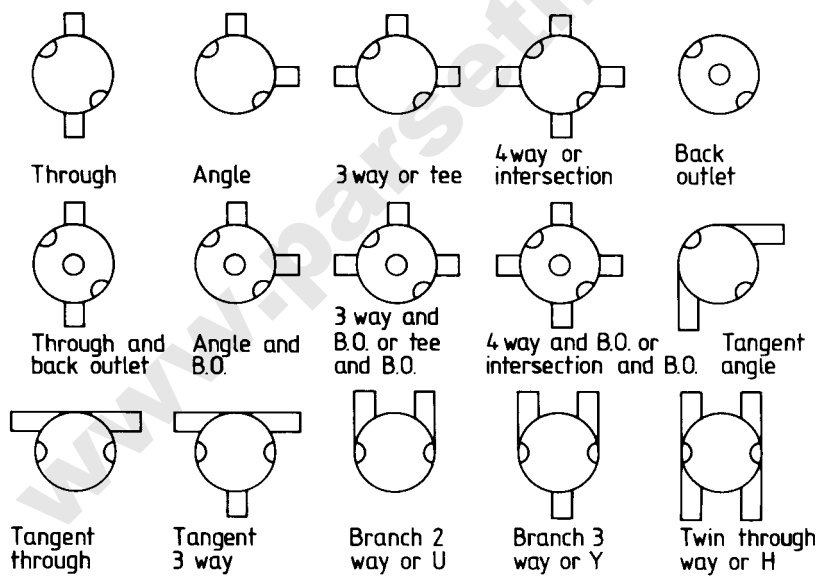 Through
Angle
3 way or tee
4 way or
intersection
Back
outlet
Through and
back outlet
Angle and
B.O.
3 way and
B.O. or tee
and B.O.
4 way and B.O. or
intersection and B.O.
Tangent
angle
Tangent
through
Tangent
3 way
Branch 2
way or U
Branch 3
way or Y
Twin through
way or H